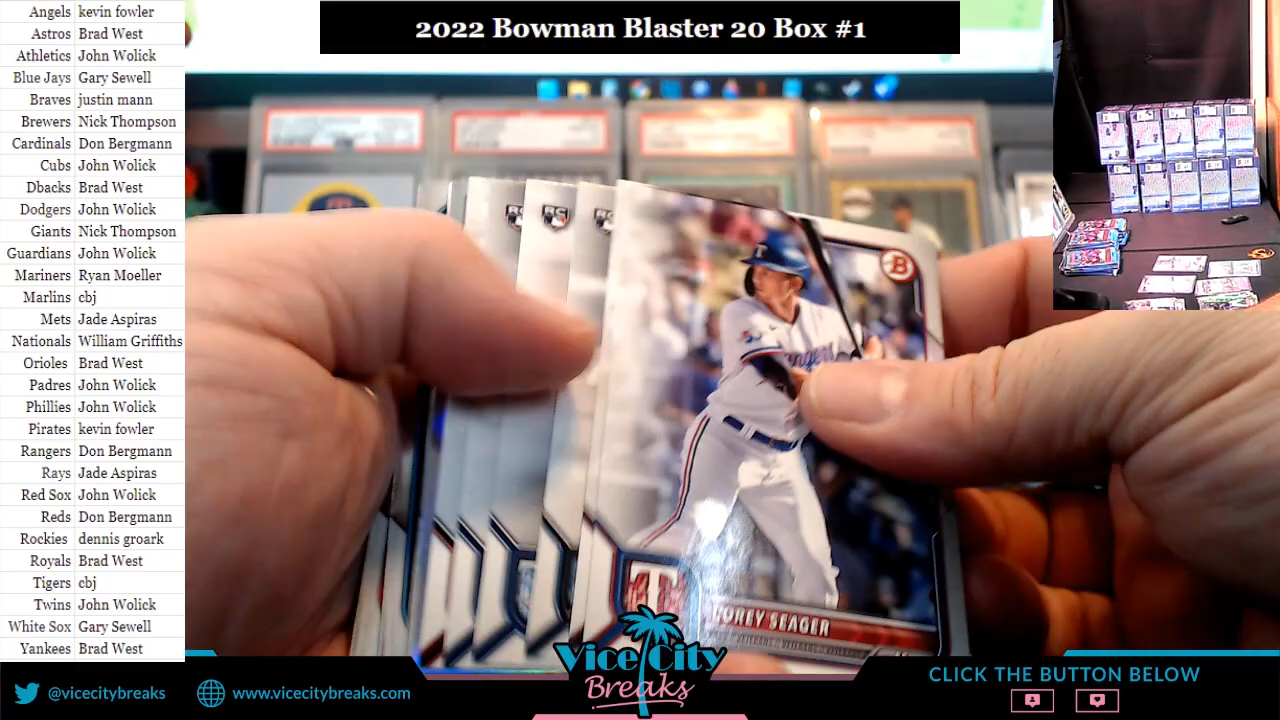 2022 Bowman Blaster 20 Box #1
Angels kevin fowler
Astros Brad West
Athletics John Wolick
Blue Jays Gary Sewell
Braves justin mann
Brewers Nick Thompson
Cardinals Don Bergmann
Cubs John Wolick
Dbacks Brad West
Dodgers John Wolick
Giants Nick Thompson
Guardians John Wolick
Mariners Ryan Moeller
Marlins cbj
Mets Jade Aspiras
Nationals William Griffiths
Orioles Brad West
Padres John Wolick
Phillies John Wolick
Pirates kevin fowler
Rangers Don Bergmann
Rays Jade Aspiras
Red Sox John Wolick
Reds Don Bergmann
Rockies dennis groark
Royals Brad West
Tigers cbj
Twins John Wolick
White Sox Gary Sewell
Yankees Brad West
B
T
COREY SEAGER
Vice City
Breaks
@vicecitybreaks
www.vicecitybreaks.com
CLICK THE BUTTON BELOW